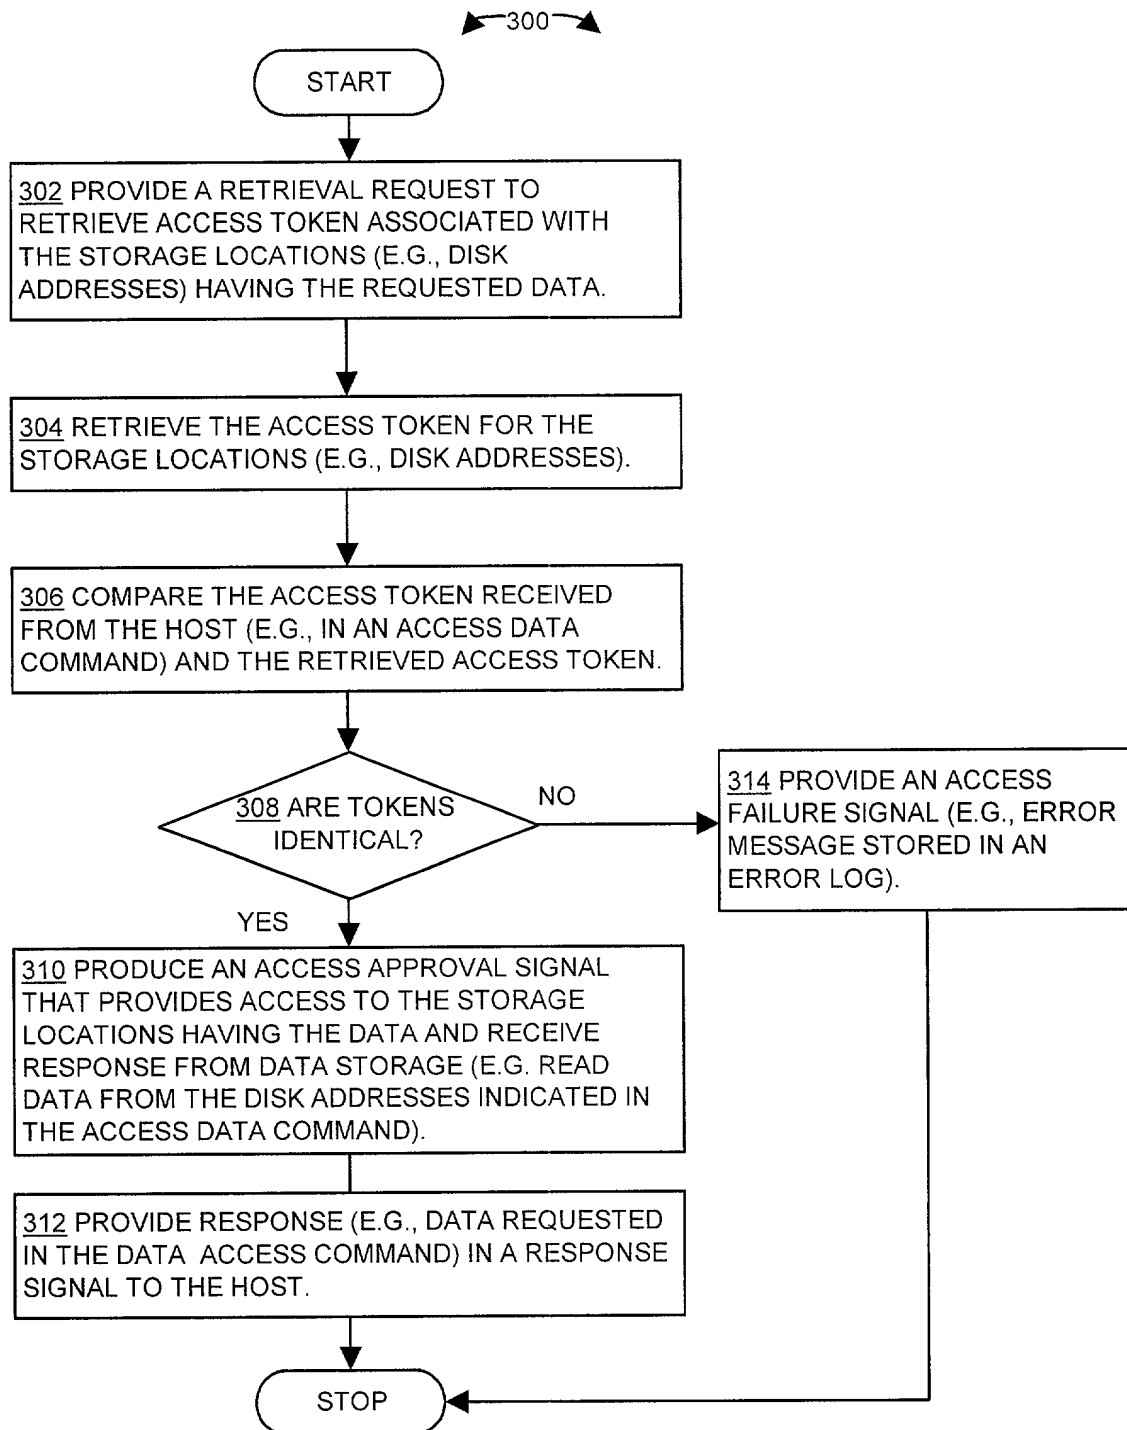 300
START
302 PROVIDE A RETRIEVAL REQUEST TO
RETRIEVE ACCESS TOKEN ASSOCIATED WITH
THE STORAGE LOCATIONS (E.G., DISK
ADDRESSES) HAVING THE REQUESTED DATA.
304 RETRIEVE THE ACCESS TOKEN FOR THE
STORAGE LOCATIONS (E.G., DISK ADDRESSES).
306 COMPARE THE ACCESS TOKEN RECEIVED
FROM THE HOST (E.G., IN AN ACCESS DATA
COMMAND) AND THE RETRIEVED ACCESS TOKEN.
308 ARE TOKENS
IDENTICAL?
NO
314 PROVIDE AN ACCESS
FAILURE SIGNAL (E.G., ERROR
MESSAGE STORED IN AN
ERROR LOG).
YES
310 PRODUCE AN ACCESS APPROVAL SIGNAL
THAT PROVIDES ACCESS TO THE STORAGE
LOCATIONS HAVING THE DATA AND RECEIVE
RESPONSE FROM DATA STORAGE (E.G. READ
DATA FROM THE DISK ADDRESSES INDICATED IN
THE ACCESS DATA COMMAND).
312 PROVIDE RESPONSE (E.G., DATA REQUESTED
IN THE DATA ACCESS COMMAND) IN A RESPONSE
SIGNAL TO THE HOST.
STOP